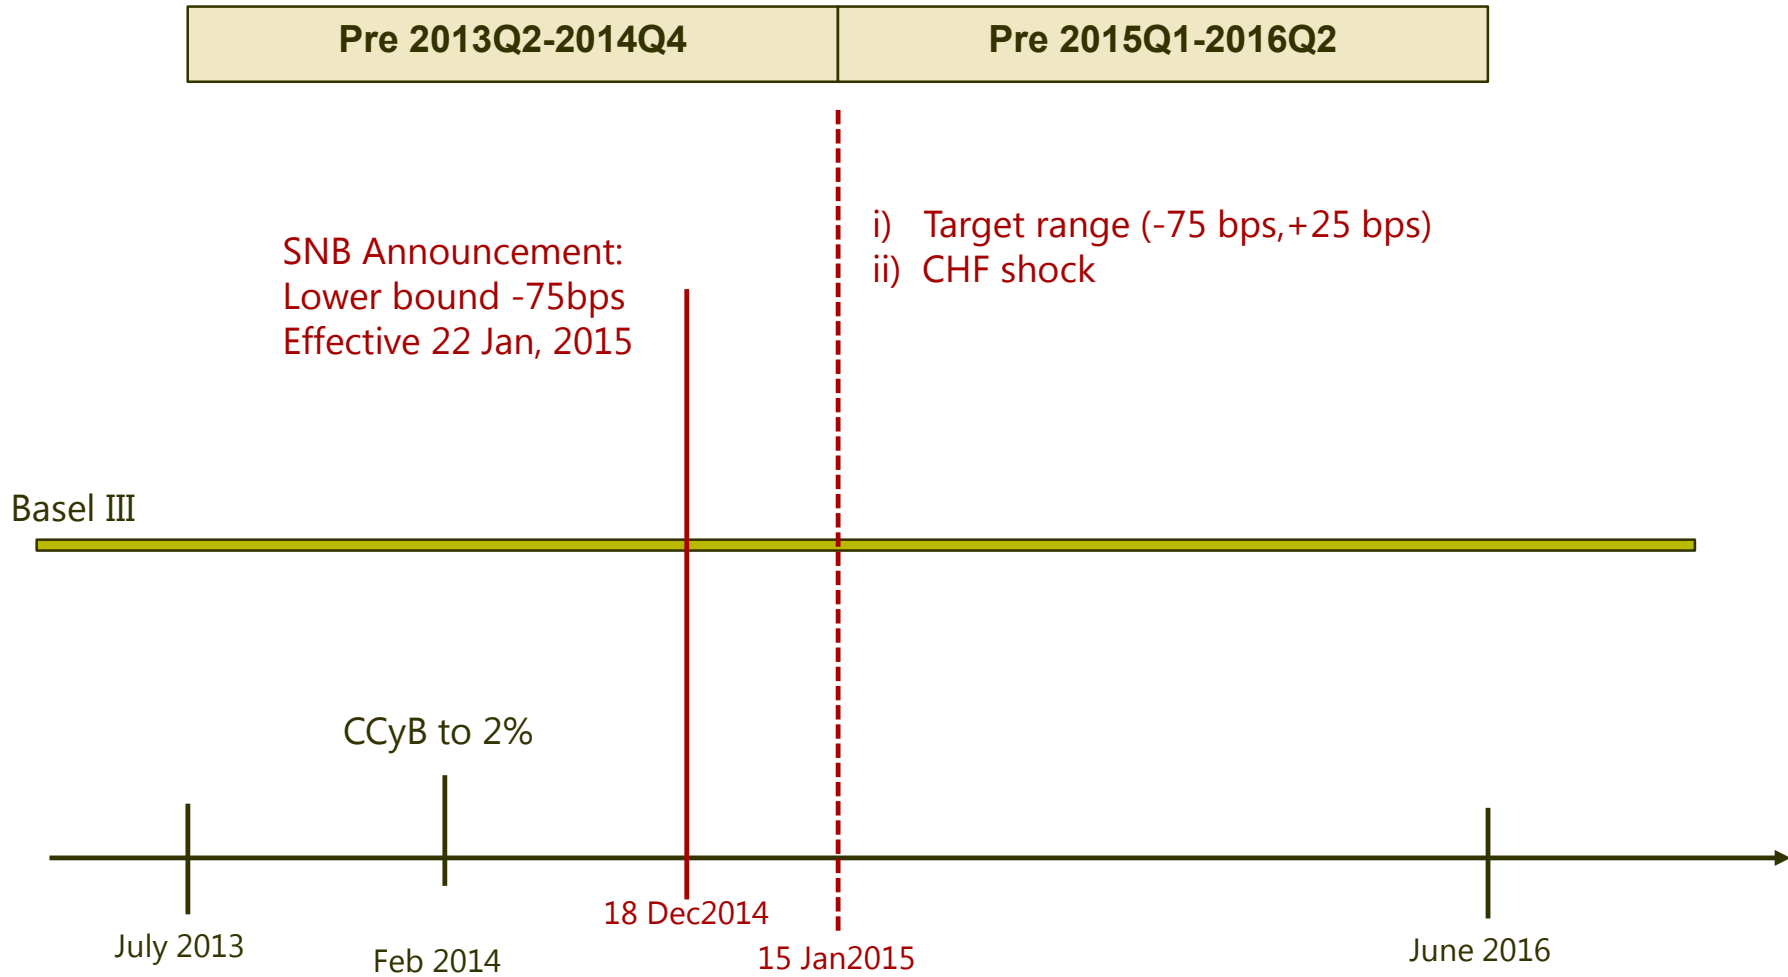 Pre 2013Q2-2014Q4
Pre 2015Q1-2016Q2
SNB Announcement:
Lower bound -75bps
Effective 22 Jan, 2015
i) Target range (-75 bps,+25 bps)
ii) CHF shock
Basel III
CCyB to 2%
July 2013
Feb 2014
18 Dec2014
15 Jan2015
June 2016